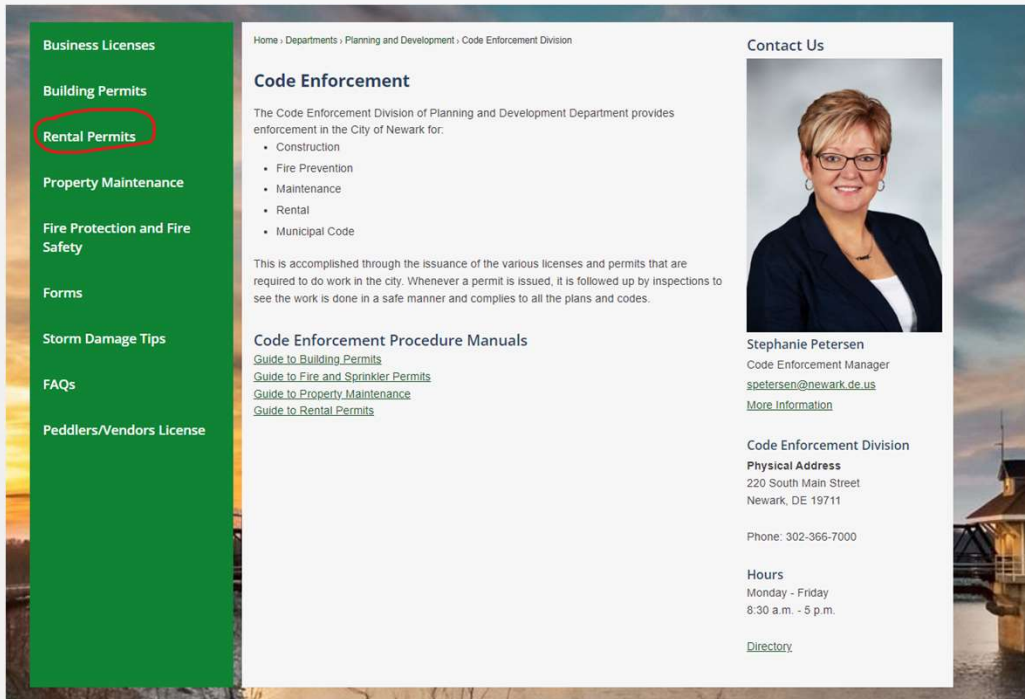 Business Licenses
Building Permits
Rental Permits
Property Maintenance
Fire Protection and Fire
Safety
Forms
Storm Damage Tips
FAQs
Peddlers/Vendors License
Home › Departments › Planning and Development › Code Enforcement Division
Code Enforcement
The Code Enforcement Division of Planning and Development Department provides
enforcement in the City of Newark for:
• Construction
• Fire Prevention
• Maintenance
• Rental
• Municipal Code
This is accomplished through the issuance of the various licenses and permits that are
required to do work in the city. Whenever a permit is issued, it is followed up by inspections to
see the work is done in a safe manner and complies to all the plans and codes.
Code Enforcement Procedure Manuals
Guide to Building Permits
Guide to Fire and Sprinkler Permits
Guide to Property Maintenance
Guide to Rental Permits
Contact Us
Stephanie Petersen
Code Enforcement Manager
spetersen@newark.de.us
More Information
Code Enforcement Division
Physical Address
220 South Main Street
Newark, DE 19711
Phone: 302-366-7000
Hours
Monday - Friday
8:30 a.m. - 5 p.m.
Directory